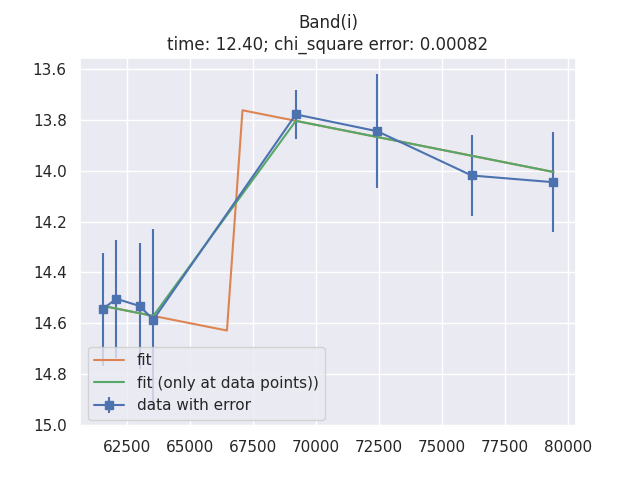 Band(i)
time: 12.40; chi_square error: 0.00082
13.6
13.8
14.0
14.2
14.4
14.6
14.8
15.0
fit
fit (only at data points))
data with error
62500 65000 67500 70000 72500 75000 77500 80000